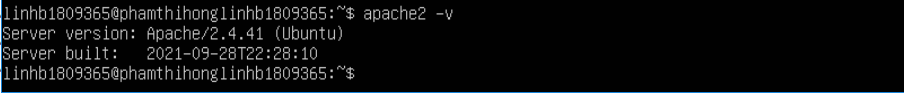 linhb1809365@phamthihonglinhb1809365:~$ apache2 -v
Server version: Apache/2.4.41 (Ubuntu)
Server built:   2021-09-28T22:28:10
linhb1809365@phamthihonglinhb1809365:~$